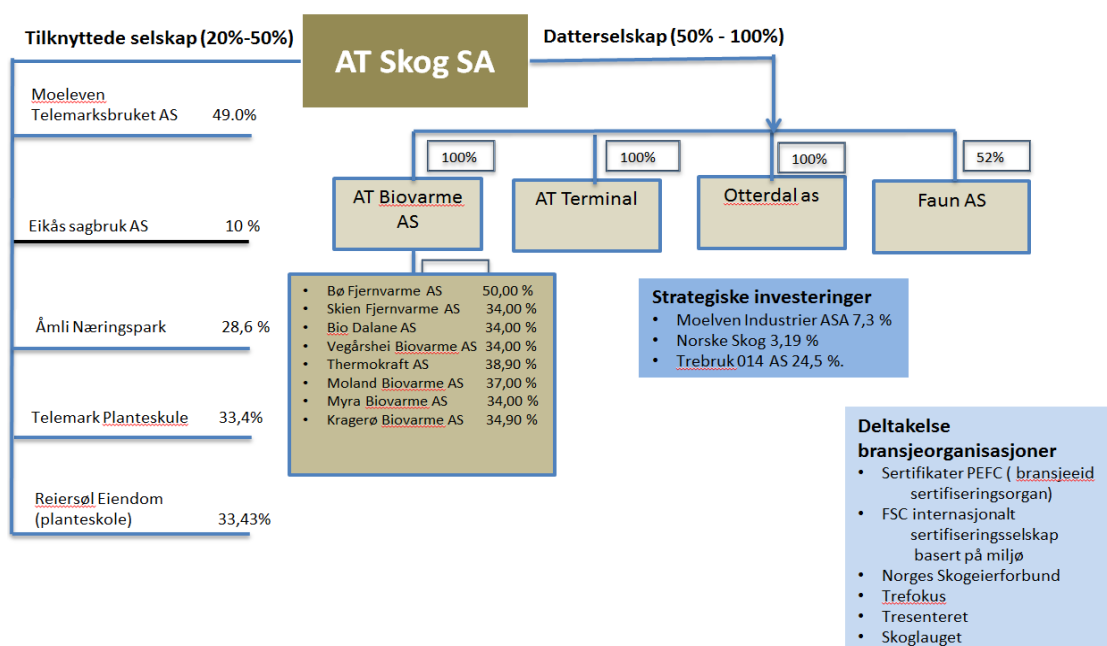 Tilknyttede selskap (20%-50%)
AT Skog SA
Datterselskap (50% - 100%)
Moeleven
Telemarksbruket AS 49.0%
Eikås sagbruk AS 10 %
Åmli Næringspark 28,6 %
Telemark Planteskule 33,4%
Reiersøl Eiendom
(planteskole) 33,43%
100%
AT Biovarme
AS
100%
AT Terminal
100%
Otterdal as
52%
Faun AS
• Bø Fjernvarme AS 50,00 %
• Skien Fjernvarme AS 34,00 %
• Bio Dalane AS 34,00 %
• Vegårshei Biovarme AS 34,00 %
• Thermokraft AS 38,90 %
• Moland Biovarme AS 37,00 %
• Myra Biovarme AS 34,00 %
• Kragerø Biovarme AS 34,90 %
Strategiske investeringer
• Moelven Industrier ASA 7,3 %
• Norske Skog 3,19 %
• Trebruk 014 AS 24,5 %.
Deltakelse
bransjeorganisasjoner
• Sertifikater PEFC ( bransjeeid
sertifiseringsorgan)
• FSC internasjonalt
sertifiseringsselskap
basert på miljø
• Norges Skogeierforbund
• Trefokus
• Tresenteret
• Skoglauget